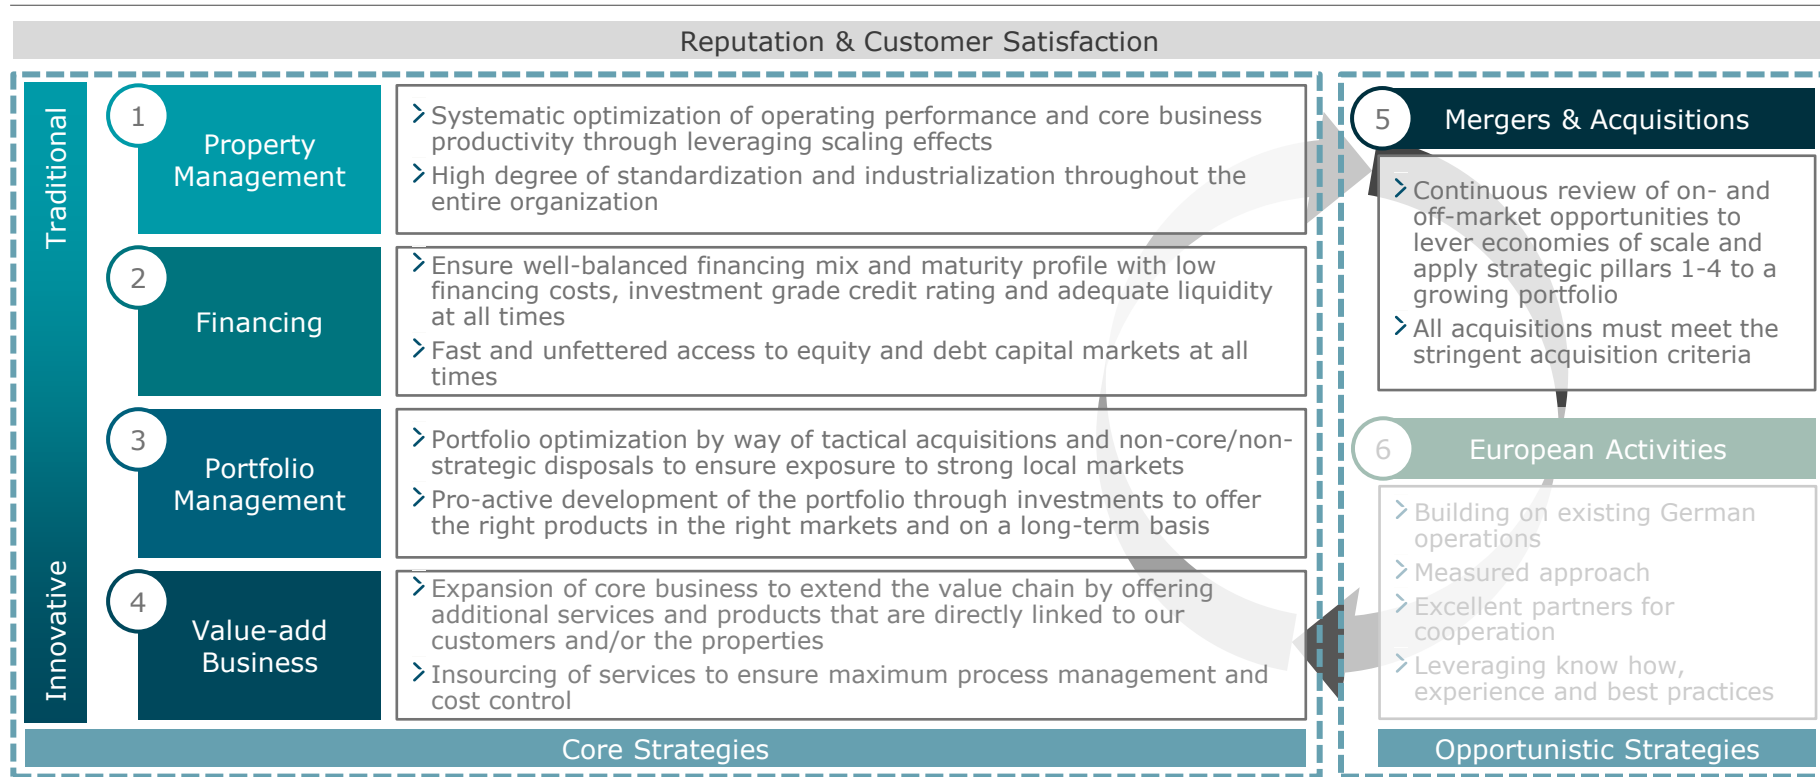 Reputation & Customer Satisfaction
Traditional
Innovative
1
Property
Management
Systematic optimization of operating performance and core business
productivity through leveraging scaling effects
High degree of standardization and industrialization throughout the
entire organization
2
Financing
Ensure well-balanced financing mix and maturity profile with low
financing costs, investment grade credit rating and adequate liquidity
at all times
Fast and unfettered access to equity and debt capital markets at all
times
3
Portfolio
Management
Portfolio optimization by way of tactical acquisitions and non-core/non-
strategic disposals to ensure exposure to strong local markets
Pro-active development of the portfolio through investments to offer
the right products in the right markets and on a long-term basis
4
Value-add
Business
Expansion of core business to extend the value chain by offering
additional services and products that are directly linked to our
customers and/or the properties
Insourcing of services to ensure maximum process management and
cost control
Core Strategies
5
Mergers & Acquisitions
Continuous review of on- and
off-market opportunities to
lever economies of scale and
apply strategic pillars 1-4 to a
growing portfolio
All acquisitions must meet the
stringent acquisition criteria
6
European Activities
Building on existing German
operations
Measured approach
Excellent partners for
cooperation
Leveraging know how,
experience and best practices
Opportunistic Strategies